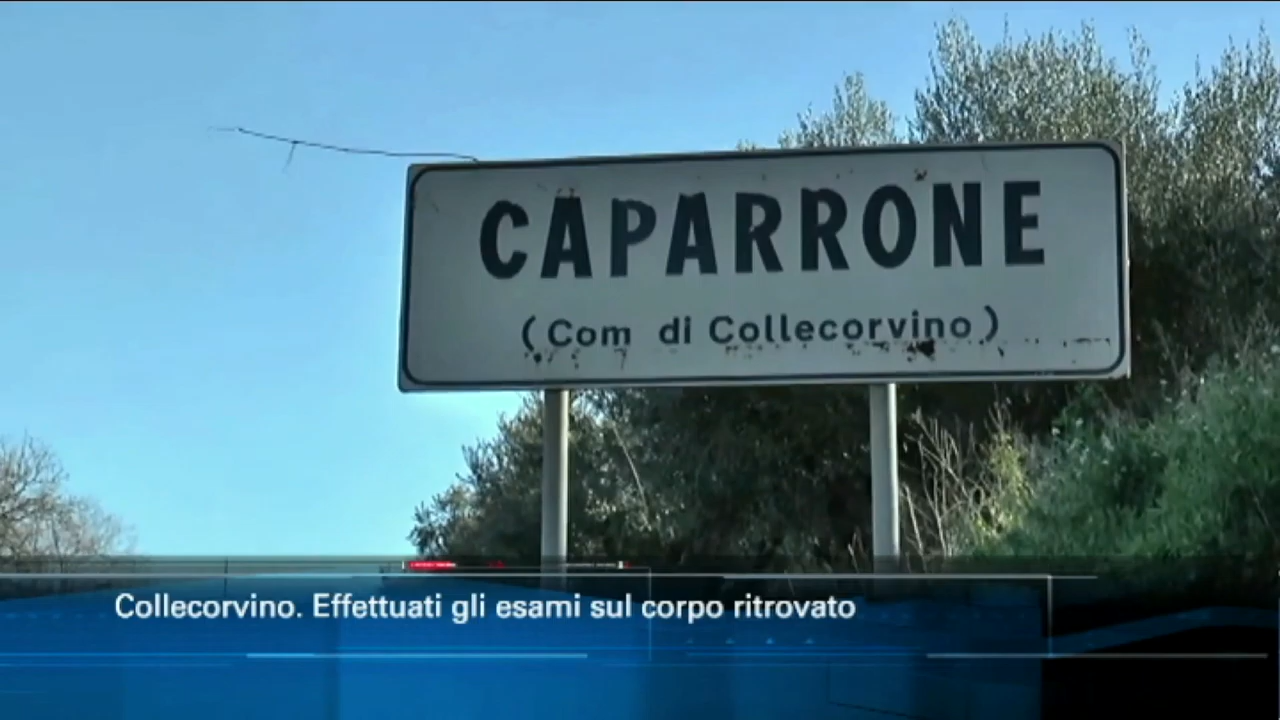 CAPARRONE
(Com di Collecorvino)
Collecorvino. Effettuati gli esami sul corpo ritrovato